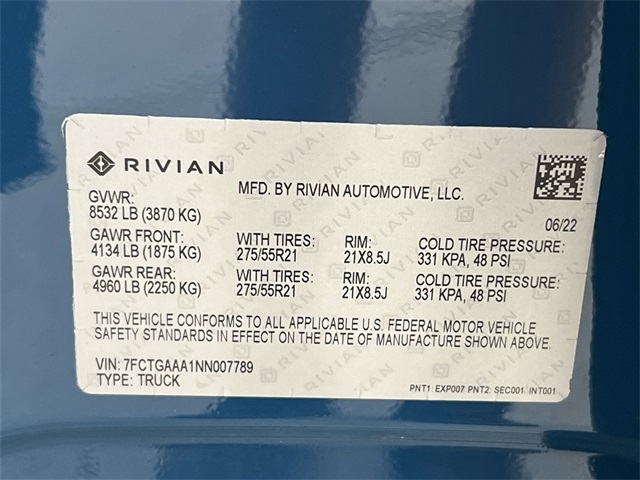 RIVIAN
MFD. BY RIVIAN AUTOMOTIVE, LLC.
GVWR:
8532 LB (3870 KG)
06/22
GAWR FRONT: WITH TIRES: RIM: COLD TIRE PRESSURE:
4134 LB (1875 KG) 275/55R21 21X8.5J 331 KPA, 48 PSI
GAWR REAR: WITH TIRES: RIM: COLD TIRE PRESSURE:
4960 LB (2250 KG) 275/55R21 21X8.5J 331 KPA, 48 PSI
THIS VEHICLE CONFORMS TO ALL APPLICABLE U.S. FEDERAL MOTOR VEHICLE
SAFETY STANDARDS IN EFFECT ON THE DATE OF MANUFACTURE SHOWN ABOVE.
VIN: 7FCTGAAA1NN007789
TYPE: TRUCK
PNT1: EXP007 PNT2: SEC001 INT001